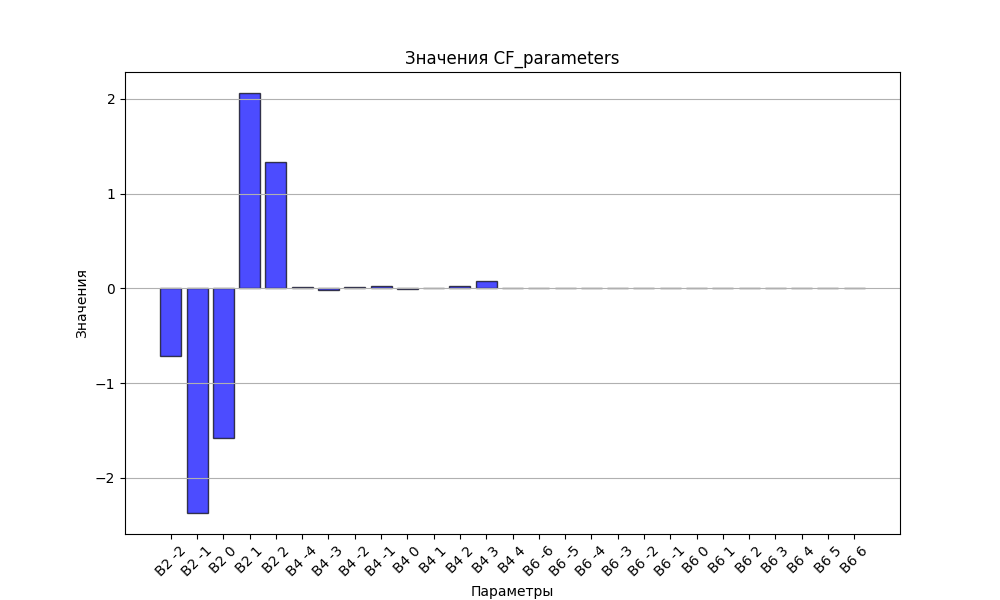 Значения CF_parameters
2
1
0
−1
−2
Значения
B2 -2
B2 -1
B2 0
B2 1
B2 2
B4 -4
B4 -3
B4 -2
B4 -1
B4 0
B4 1
B4 2
B4 3
B4 4
B6 -6
B6 -5
B6 -4
B6 -3
B6 -2
B6 -1
B6 0
B6 1
B6 2
B6 3
B6 4
B6 5
B6 6
Параметры